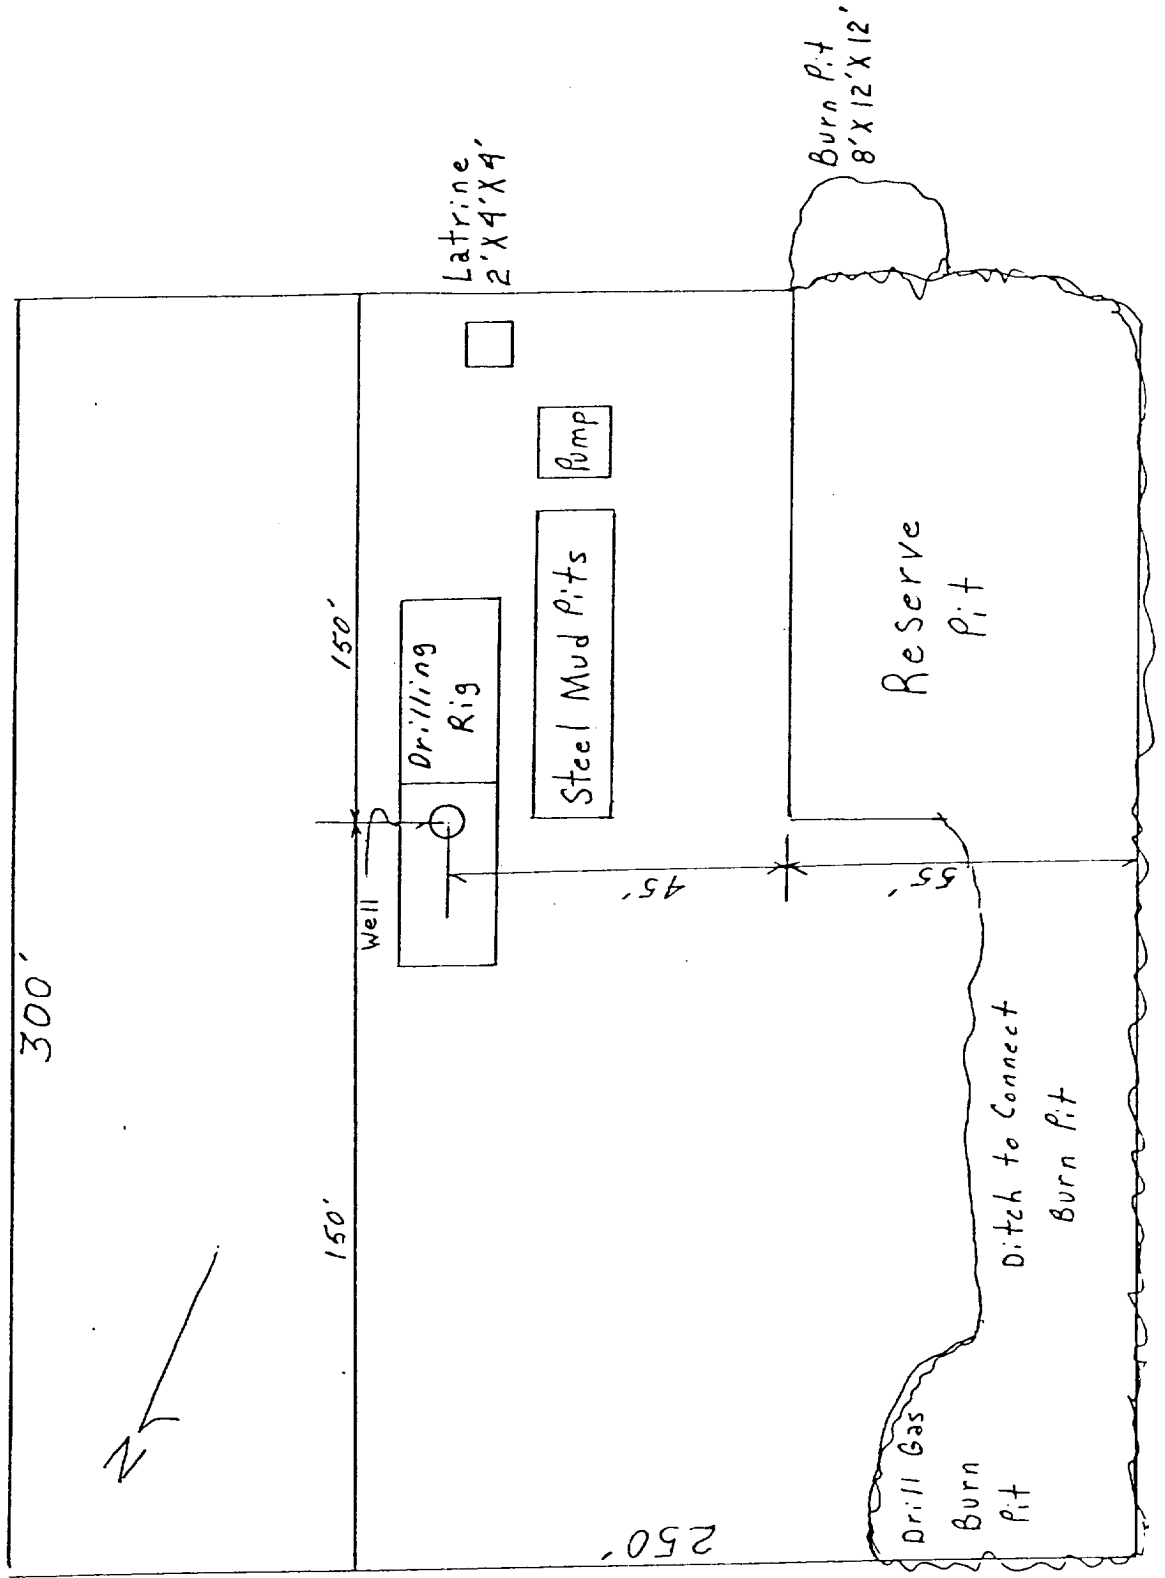 300'
150'
150'
Well
Drilling
Rig
Latrine
2'X4'X4'
Steel Mud Pits
Pump
45'
55'
Burn Pit
8'X12'X12'
Reserve
Pit
Ditch to Connect
Burn Pit
Drill Gas
Burn
Pit
250'
N